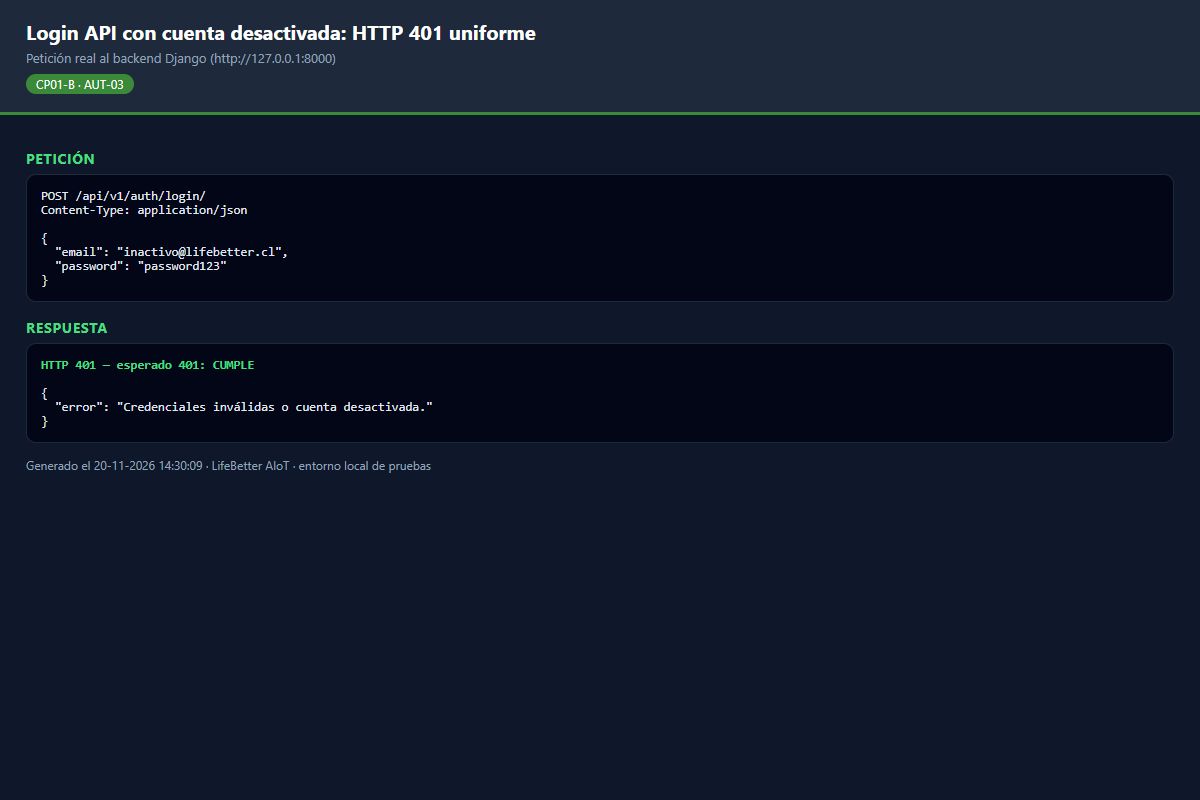 Login API con cuenta desactivada: HTTP 401 uniforme
Petición real al backend Django (http://127.0.0.1:8000)
CP01-B · AUT-03
PETICIÓN
POST /api/v1/auth/login/
Content-Type: application/json
{
  "email": "inactivo@lifebetter.cl",
  "password": "password123"
}
RESPUESTA
HTTP 401 — esperado 401: CUMPLE
{
  "error": "Credenciales inválidas o cuenta desactivada."
}
Generado el 20-11-2026 14:30:09 · LifeBetter AIoT · entorno local de pruebas